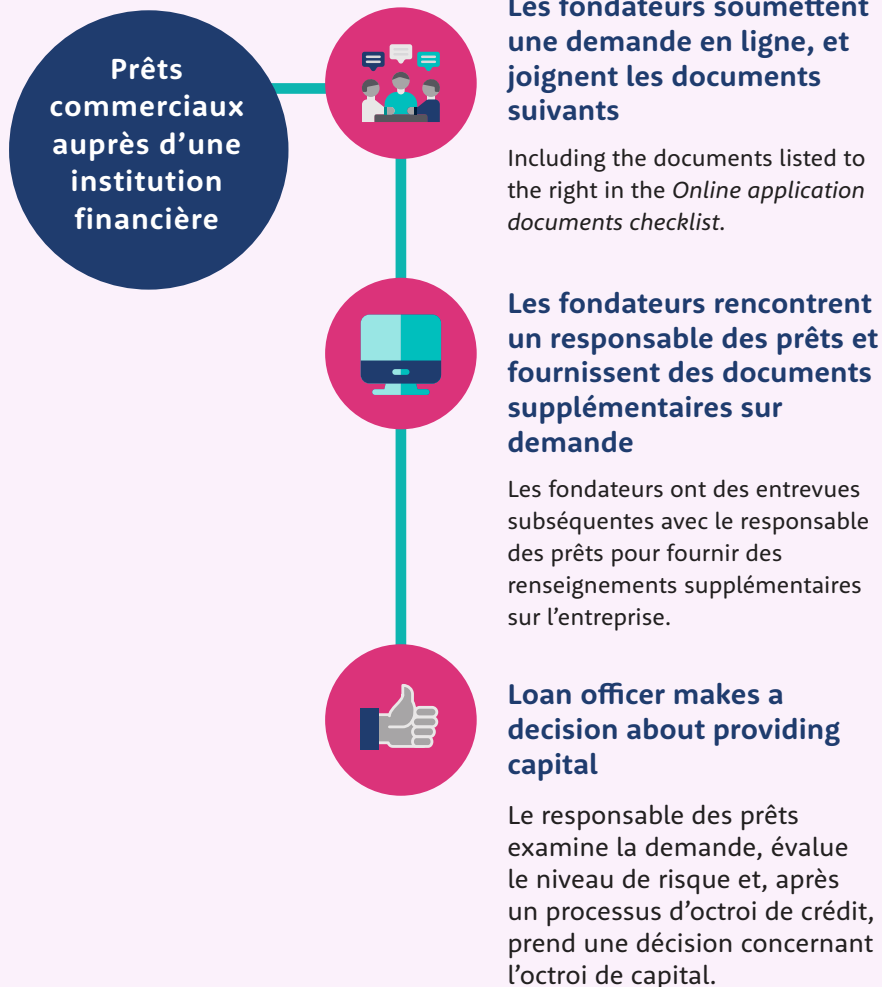 Prêts
commerciaux
auprès d’une
institution
financière
Les fondateurs soumettent
une demande en ligne, et
joignent les documents
suivants
Including the documents listed to
the right in the Online application
documents checklist.
Les fondateurs rencontrent
un responsable des prêts et
fournissent des documents
supplémentaires sur
demande
Les fondateurs ont des entrevues
subséquentes avec le responsable
des prêts pour fournir des
renseignements supplémentaires
sur l’entreprise.
Loan officer makes a
decision about providing
capital
Le responsable des prêts
examine la demande, évalue
le niveau de risque et, après
un processus d’octroi de crédit,
prend une décision concernant
l’octroi de capital.